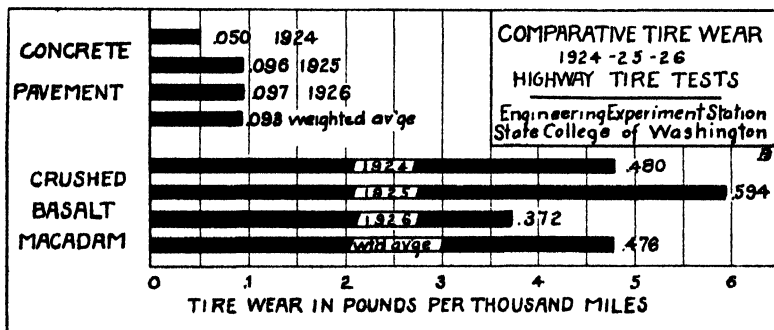 COMPARATIVE TIRE WEAR
1924-25-26
HIGHWAY TIRE TESTS
Engineering Experiment Station
State College of Washington
CONCRETE
PAVEMENT
.050 1924
.096 1925
.097 1926
.093 weighted av'ge
CRUSHED
BASALT
MACADAM
1924 .480
1925 .594
1926 .372
wtd av'ge .476
0 .1 2 .3 .4 .5 .6
TIRE WEAR IN POUNDS PER THOUSAND MILES